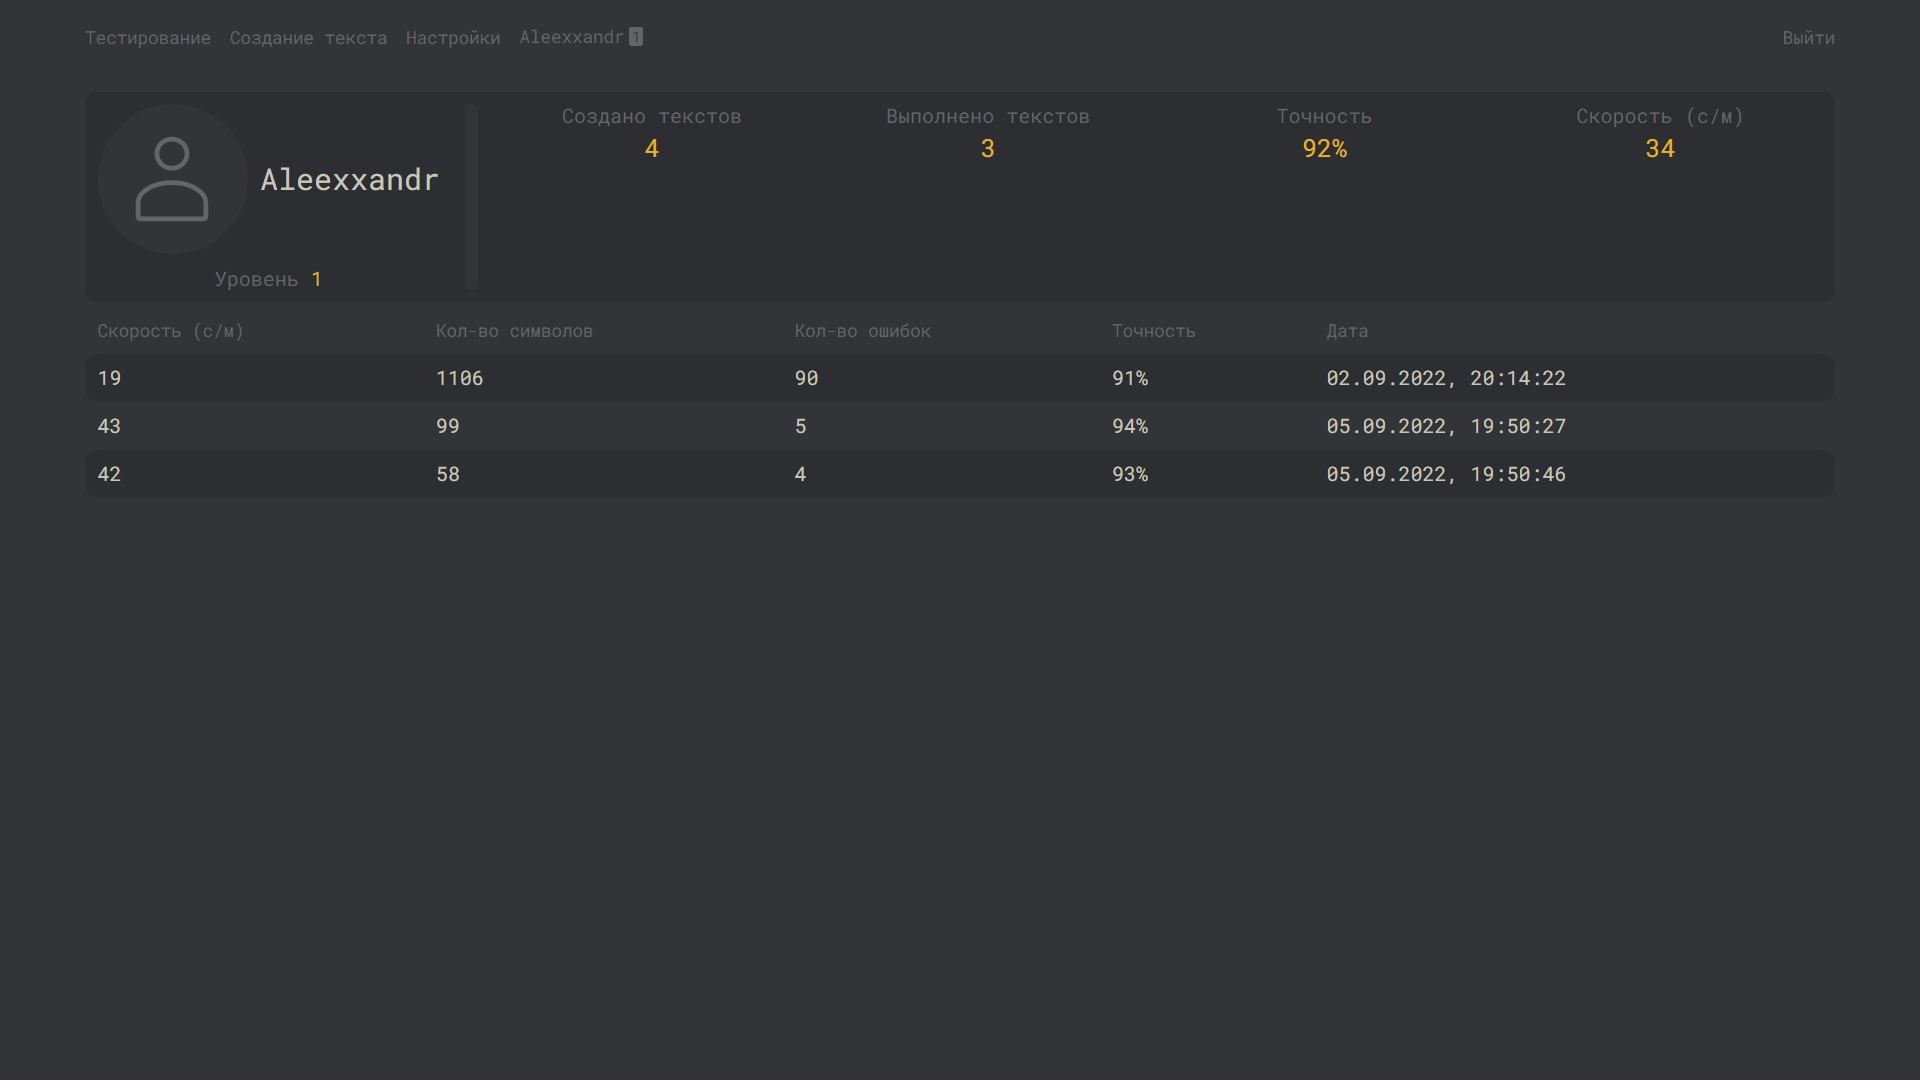 Тестирование Создание текста Настройки Aleexxandr 1 Выйти
Создано текстов Выполнено текстов Точность Скорость (с/м)
4 3 92% 34
Aleexxandr
Уровень 1
Скорость (с/м) Кол-во символов Кол-во ошибок Точность Дата
19 1106 90 91% 02.09.2022, 20:14:22
43 99 5 94% 05.09.2022, 19:50:27
42 58 4 93% 05.09.2022, 19:50:46